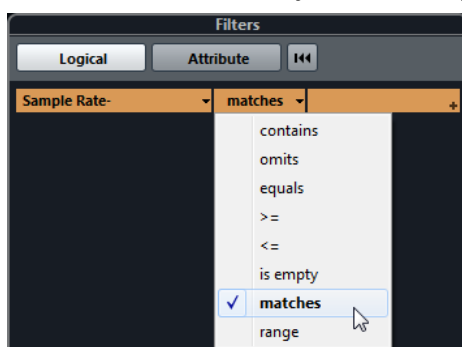 Filters
Logical Attribute
Sample Rate- matches +
contains
omits
equals
>=
<=
is empty
✓ matches
range